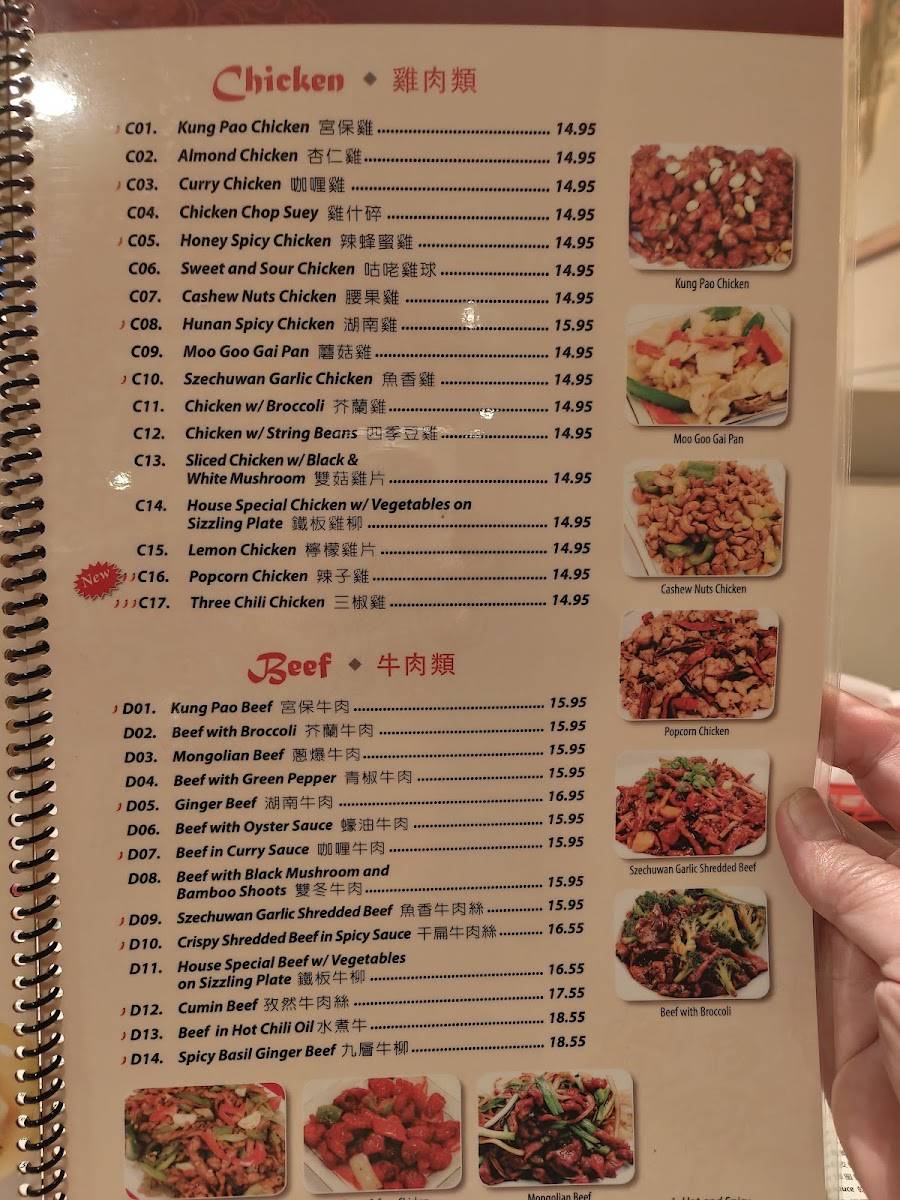 Chicken ◆ 雞肉類
C01. Kung Pao Chicken 宮保雞 14.95
C02. Almond Chicken 杏仁雞 14.95
C03. Curry Chicken 咖喱雞 14.95
C04. Chicken Chop Suey 雞什碎 14.95
C05. Honey Spicy Chicken 辣蜂蜜雞 14.95
C06. Sweet and Sour Chicken 咕咾雞球 14.95
C07. Cashew Nuts Chicken 腰果雞 14.95
C08. Hunan Spicy Chicken 湖南雞 15.95
C09. Moo Goo Gai Pan 蘑菇雞 14.95
C10. Szechuwan Garlic Chicken 魚香雞 14.95
C11. Chicken w/ Broccoli 芥蘭雞 14.95
C12. Chicken w/ String Beans 四季豆雞 14.95
C13. Sliced Chicken w/ Black &
White Mushroom 雙菇雞片 14.95
C14. House Special Chicken w/ Vegetables on
Sizzling Plate 鐵板雞柳 14.95
C15. Lemon Chicken 檸檬雞片 14.95
New C16. Popcorn Chicken 辣子雞 14.95
C17. Three Chili Chicken 三椒雞 14.95
Kung Pao Chicken
Moo Goo Gai Pan
Cashew Nuts Chicken
Popcorn Chicken
Szechuwan Garlic Shredded Beef
Beef with Broccoli
Beef ◆ 牛肉類
D01. Kung Pao Beef 宮保牛肉 15.95
D02. Beef with Broccoli 芥蘭牛肉 15.95
D03. Mongolian Beef 蔥爆牛肉 15.95
D04. Beef with Green Pepper 青椒牛肉 15.95
D05. Ginger Beef 湖南牛肉 16.95
D06. Beef with Oyster Sauce 蠔油牛肉 15.95
D07. Beef in Curry Sauce 咖喱牛肉 15.95
D08. Beef with Black Mushroom and
Bamboo Shoots 雙冬牛肉 15.95
D09. Szechuwan Garlic Shredded Beef 魚香牛肉絲 15.95
D10. Crispy Shredded Beef in Spicy Sauce 干扁牛肉絲 16.55
D11. House Special Beef w/ Vegetables
on Sizzling Plate 鐵板牛柳 16.55
D12. Cumin Beef 孜然牛肉絲 17.55
D13. Beef in Hot Chili Oil 水煮牛 18.55
D14. Spicy Basil Ginger Beef 九層牛柳 18.55
Mongolian Beef